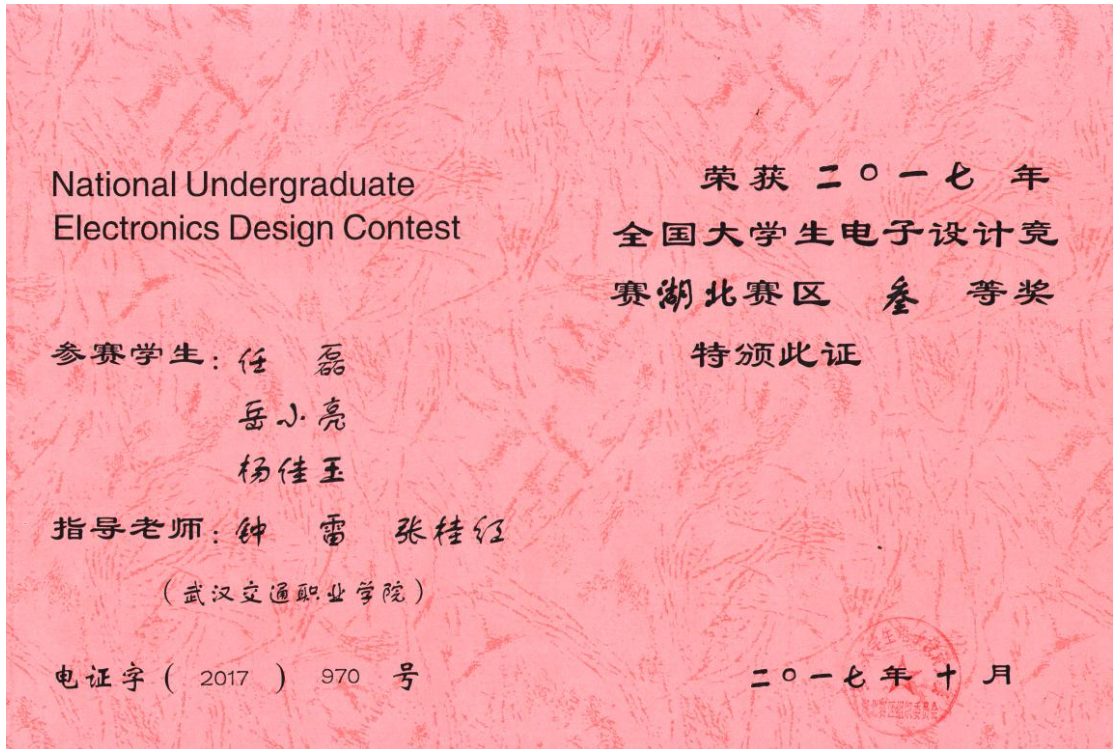 National Undergraduate
Electronics Design Contest
参赛学生：任 磊
岳小亮
杨佳玉
指导老师：钟 雷 张桂红
（武汉交通职业学院）
电证字（ 2017 ） 970 号
荣获 二〇一七 年
全国大学生电子设计竞
赛湖北赛区 叁 等奖
特颁此证
二〇一七年 十 月